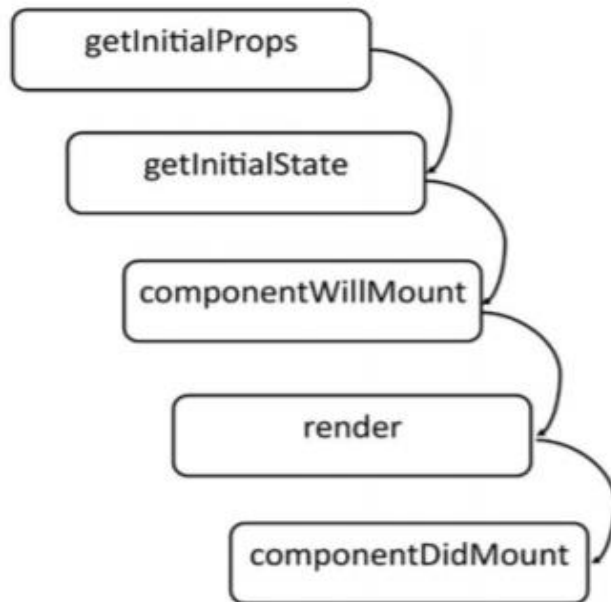 getInitialProps
getInitialState
componentWillMount
render
componentDidMount